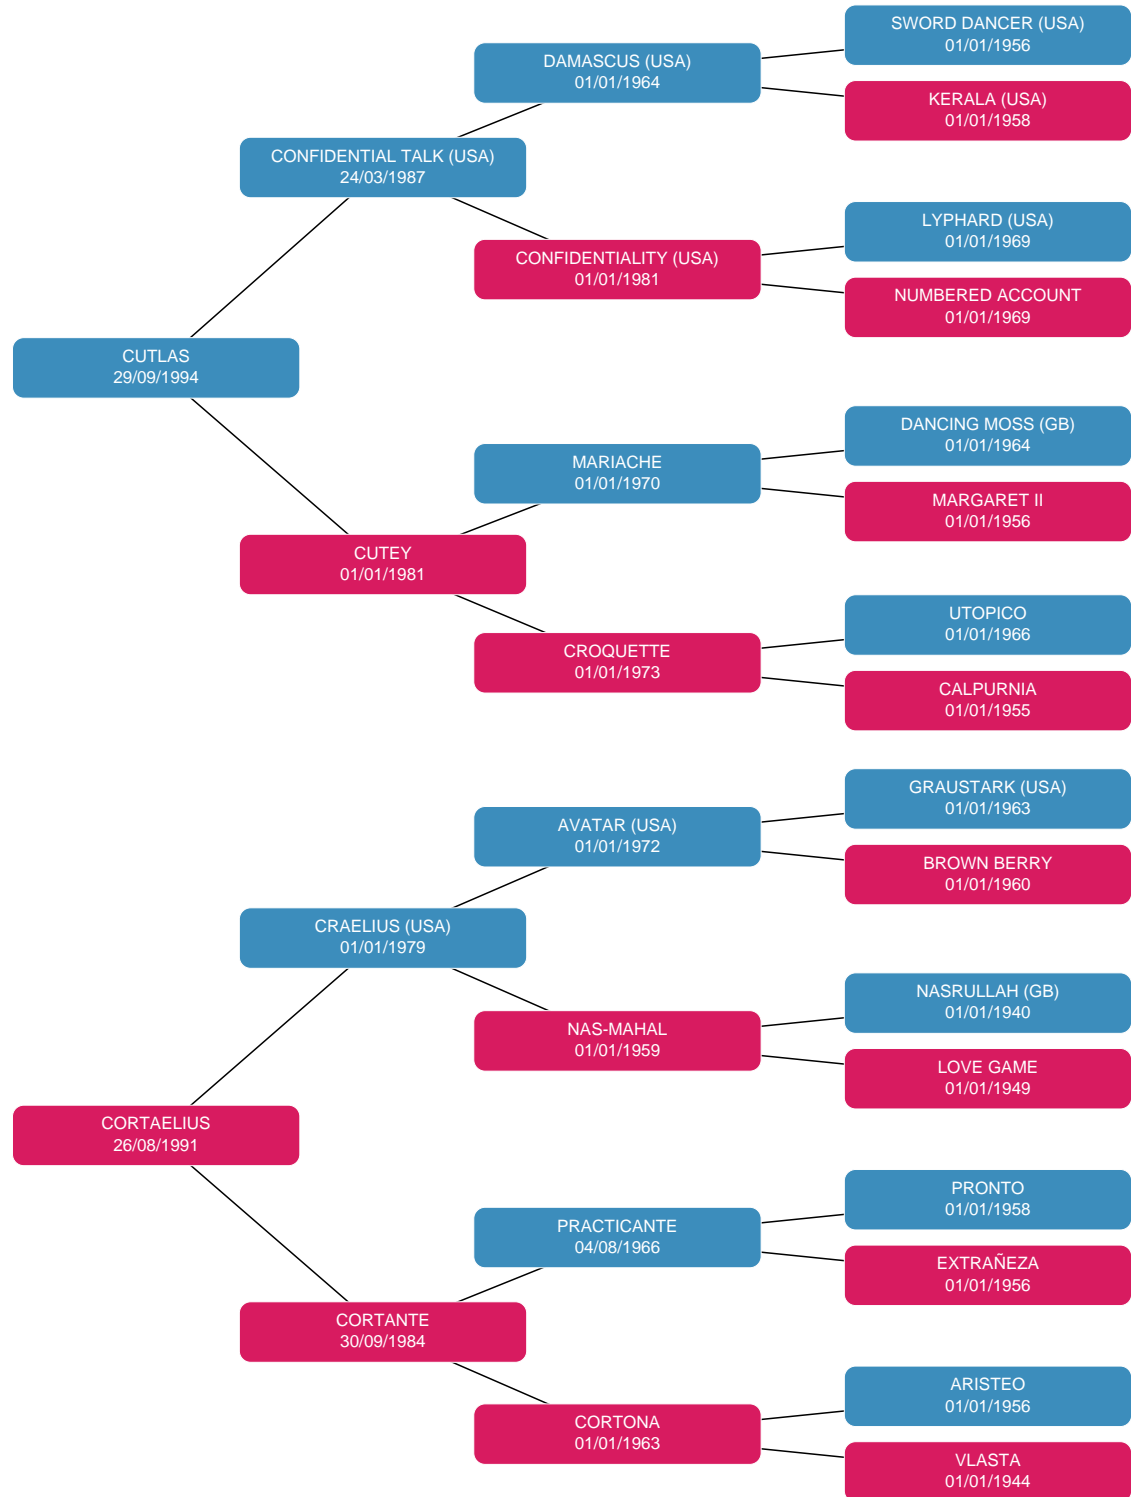 SWORD DANCER (USA)
01/01/1956
DAMASCUS (USA)
01/01/1964
KERALA (USA)
01/01/1958
CONFIDENTIAL TALK (USA)
24/03/1987
LYPHARD (USA)
01/01/1969
CONFIDENTIALITY (USA)
01/01/1981
NUMBERED ACCOUNT
01/01/1969
CUTLAS
29/09/1994
DANCING MOSS (GB)
01/01/1964
MARIACHE
01/01/1970
MARGARET II
01/01/1956
CUTEY
01/01/1981
UTOPICO
01/01/1966
CROQUETTE
01/01/1973
CALPURNIA
01/01/1955
GRAUSTARK (USA)
01/01/1963
AVATAR (USA)
01/01/1972
BROWN BERRY
01/01/1960
CRAELIUS (USA)
01/01/1979
NASRULLAH (GB)
01/01/1940
NAS-MAHAL
01/01/1959
LOVE GAME
01/01/1949
CORTAELIUS
26/08/1991
PRONTO
01/01/1958
PRACTICANTE
04/08/1966
EXTRAÑEZA
01/01/1956
CORTANTE
30/09/1984
ARISTEO
01/01/1956
CORTONA
01/01/1963
VLASTA
01/01/1944